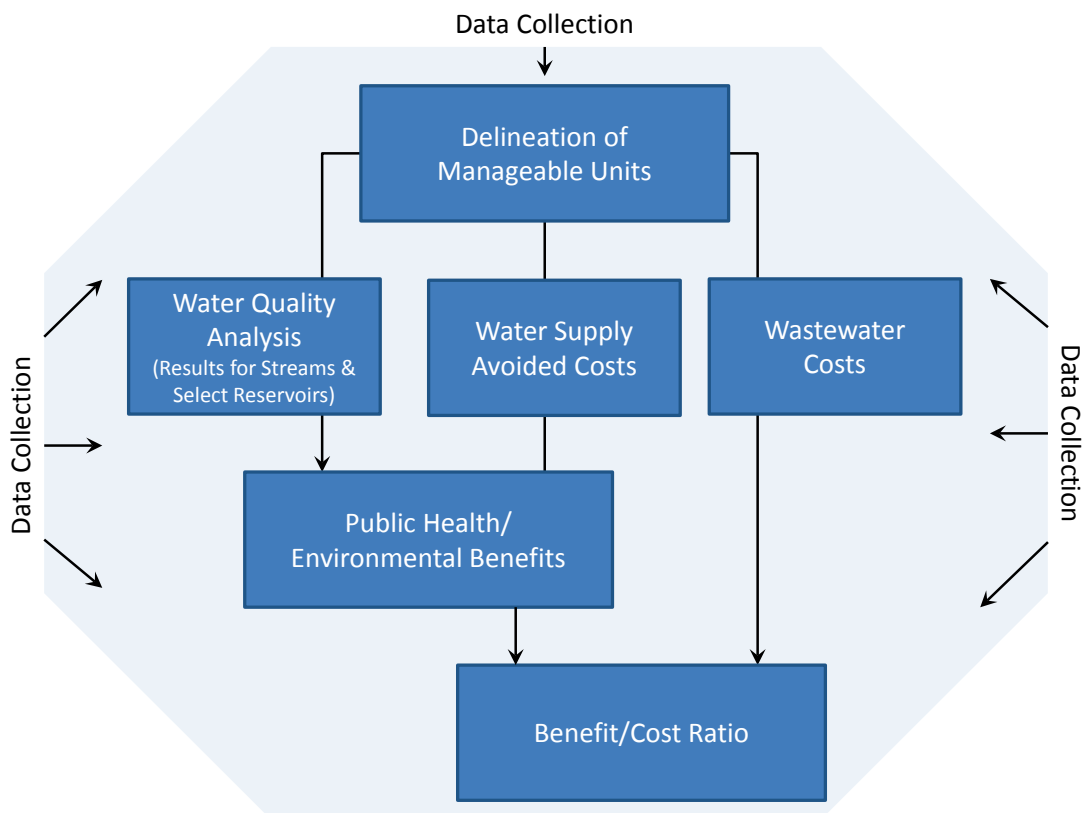 Data Collection
Delineation of
Manageable Units
Water Quality
Analysis
(Results for Streams &
Select Reservoirs)
Water Supply
Avoided Costs
Wastewater
Costs
Data Collection
Data Collection
Public Health/
Environmental Benefits
Benefit/Cost Ratio